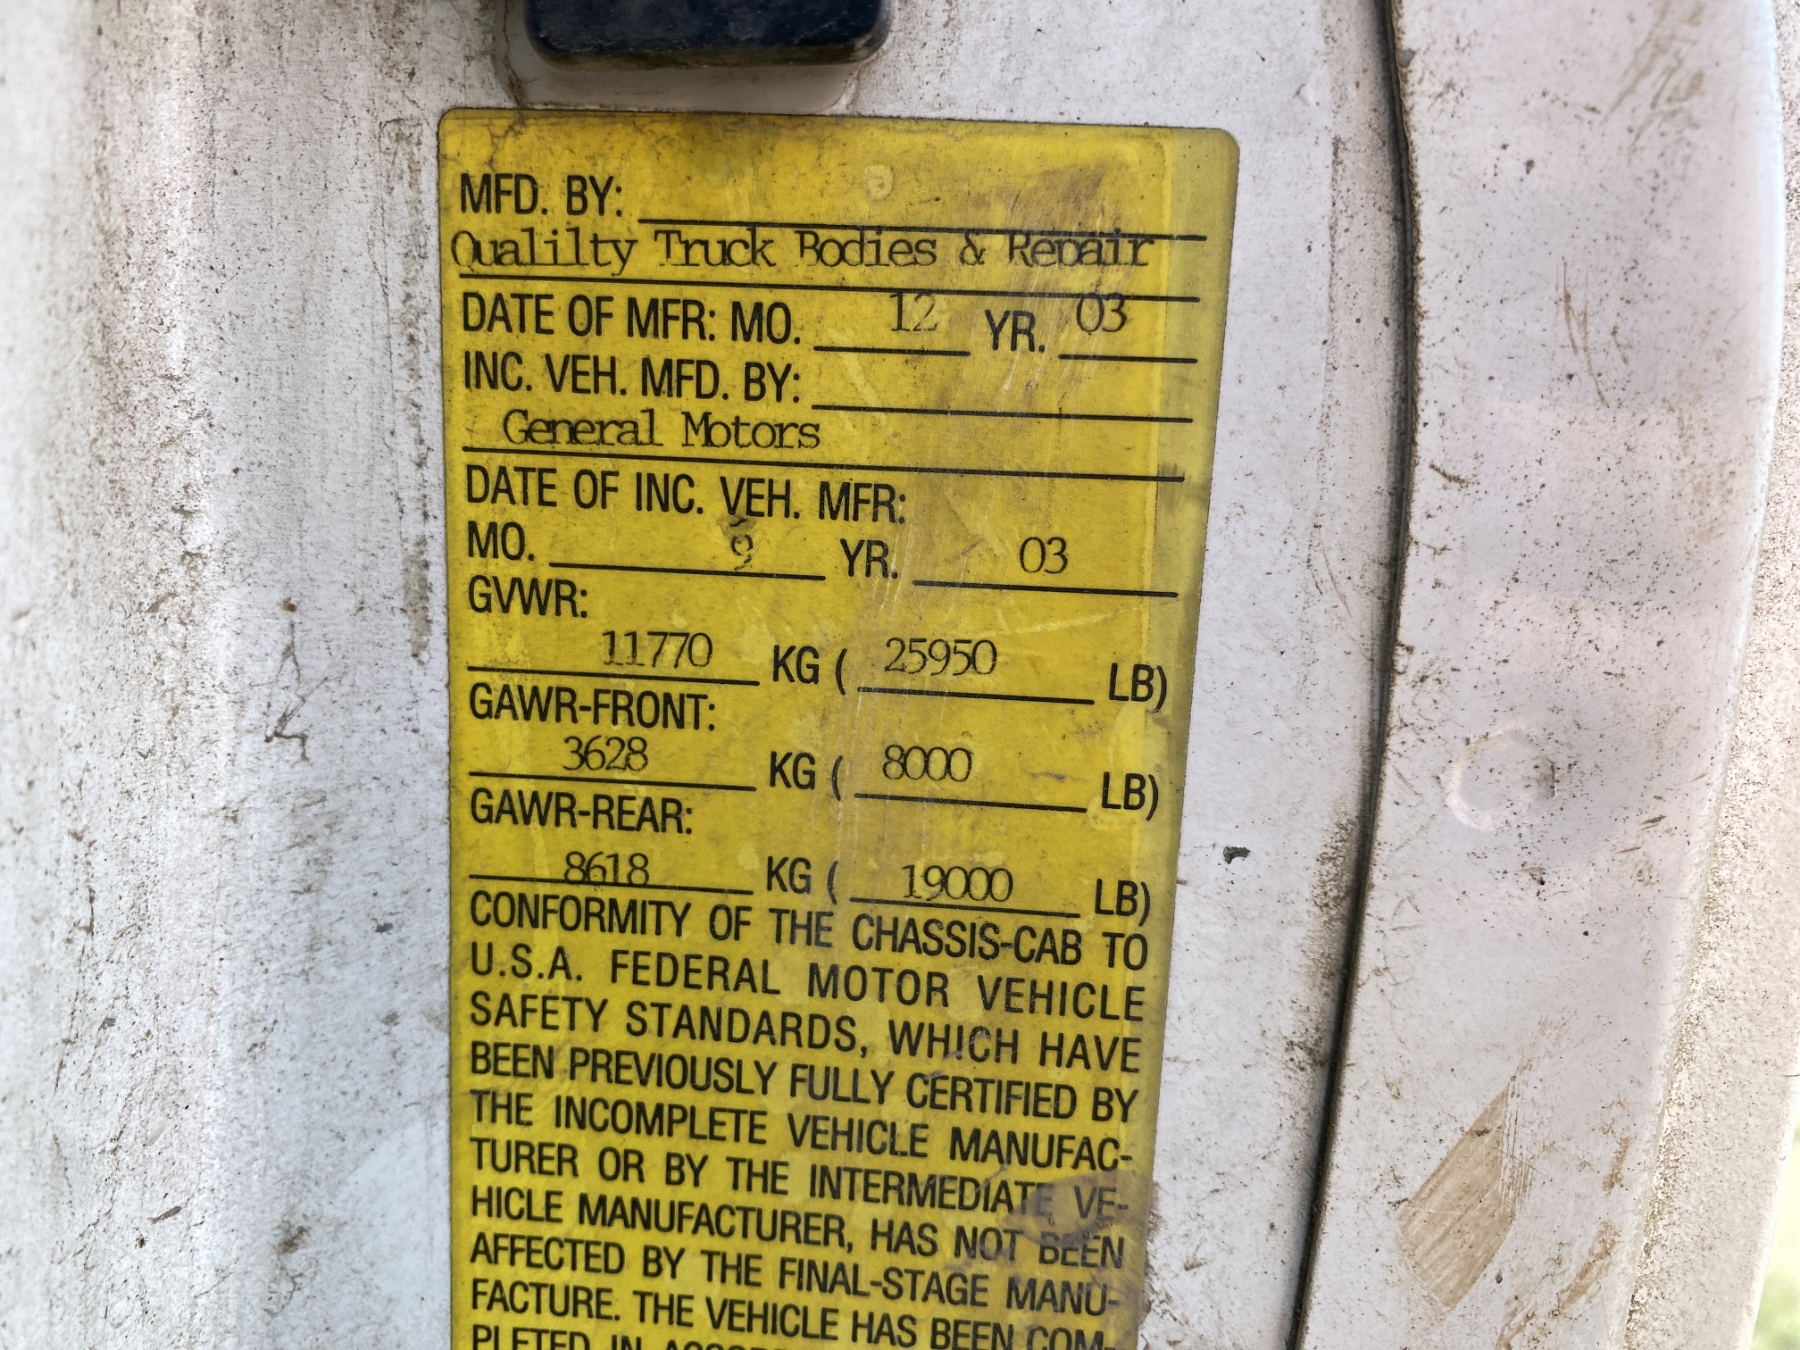 MFD. BY:
Qualilty Truck Bodies & Repair
DATE OF MFR: MO. 12 YR. 03
INC. VEH. MFD. BY:
General Motors
DATE OF INC. VEH. MFR:
MO. 9 YR. 03
GVWR:
11770 KG ( 25950 LB)
GAWR-FRONT:
3628 KG ( 8000 LB)
GAWR-REAR:
8618 KG ( 19000 LB)
CONFORMITY OF THE CHASSIS-CAB TO
U.S.A. FEDERAL MOTOR VEHICLE
SAFETY STANDARDS, WHICH HAVE
BEEN PREVIOUSLY FULLY CERTIFIED BY
THE INCOMPLETE VEHICLE MANUFAC-
TURER OR BY THE INTERMEDIATE VE-
HICLE MANUFACTURER, HAS NOT BEEN
AFFECTED BY THE FINAL-STAGE MANU-
FACTURE. THE VEHICLE HAS BEEN COM-
PLETED IN